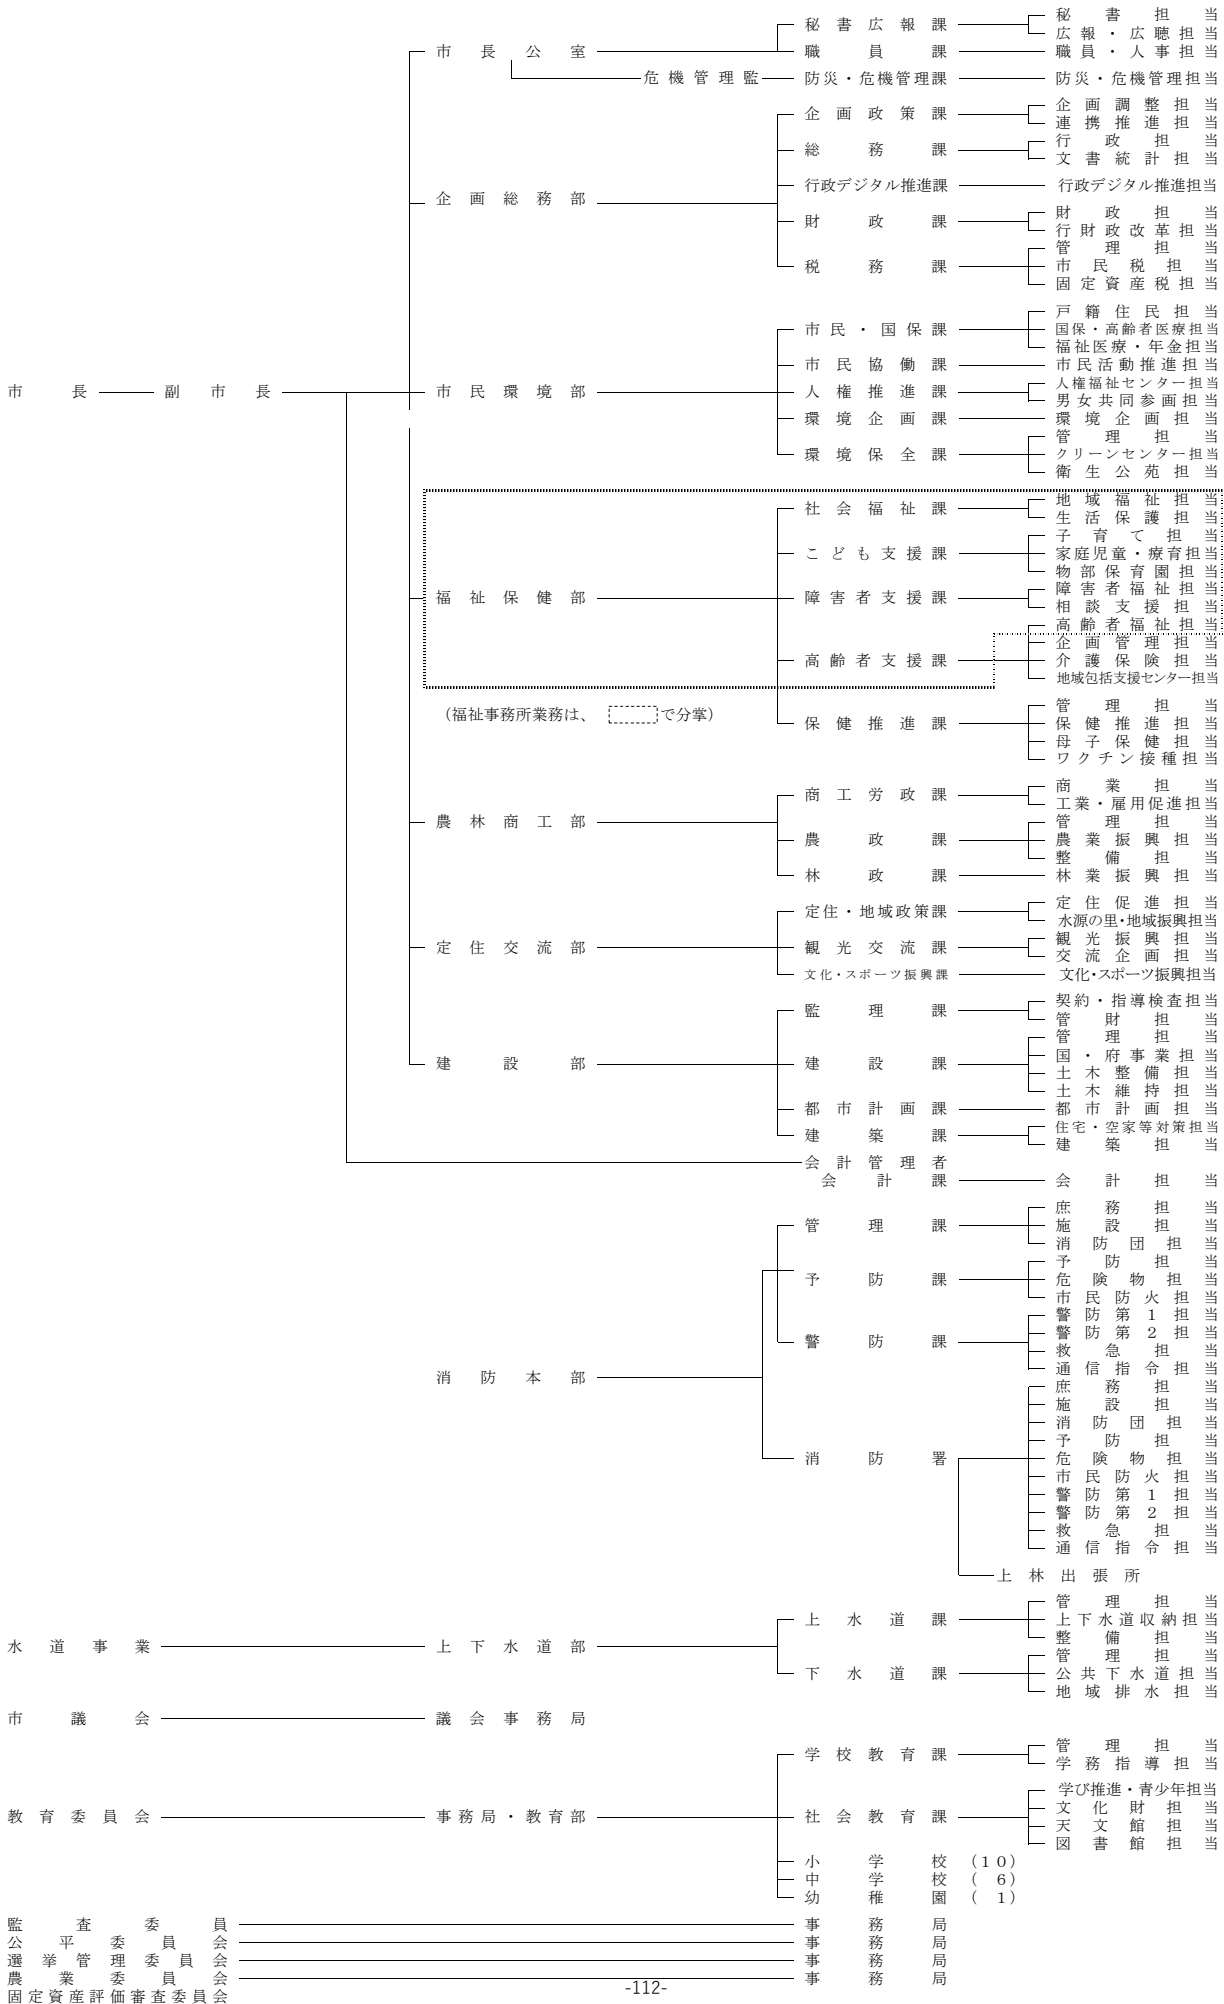 秘書担当
秘書広報課
広報・広聴担当
市長公室
職員課
職員・人事担当
危機管理監
防災・危機管理課
防災・危機管理担当
企画調整担当
企画政策課
連携推進担当
行政担当
総務課
文書統計担当
行政デジタル推進課
行政デジタル推進担当
企画総務部
財政担当
財政課
行財政改革担当
管理担当
税務課
市民税担当
固定資産税担当
戸籍住民担当
市民・国保課
国保・高齢者医療担当
福祉医療・年金担当
市民協働課
市民活動推進担当
人権福祉センター担当
市長
副市長
市民環境部
人権推進課
男女共同参画担当
環境企画課
環境企画担当
管理担当
環境保全課
クリーンセンター担当
衛生公苑担当
地域福祉担当
社会福祉課
生活保護担当
子育て担当
こども支援課
家庭児童・療育担当
物部保育園担当
障害者福祉担当
福祉保健部
障害者支援課
相談支援担当
高齢者福祉担当
企画管理担当
高齢者支援課
介護保険担当
地域包括支援センター担当
（福祉事務所業務は、 で分掌）
管理担当
保健推進課
保健推進担当
母子保健担当
ワクチン接種担当
商業担当
商工労政課
工業・雇用促進担当
農林商工部
管理担当
農政課
農業振興担当
整備担当
林政課
林業振興担当
定住促進担当
定住・地域政策課
水源の里・地域振興担当
観光振興担当
定住交流部
観光交流課
交流企画担当
文化・スポーツ振興課
文化・スポーツ振興担当
契約・指導検査担当
監理課
管財担当
管理担当
国・府事業担当
建設部
建設課
土木整備担当
土木維持担当
都市計画課
都市計画担当
住宅・空家等対策担当
建築課
建築担当
会計管理者
会計課
会計担当
庶務担当
管理課
施設担当
消防団担当
予防担当
予防課
危険物担当
市民防火担当
警防第１担当
警防第２担当
警防課
救急担当
通信指令担当
消防本部
庶務担当
施設担当
消防団担当
予防担当
消防署
危険物担当
市民防火担当
警防第１担当
警防第２担当
救急担当
通信指令担当
上林出張所
管理担当
上水道課
上下水道収納担当
整備担当
水道事業
上下水道部
管理担当
下水道課
公共下水道担当
地域排水担当
市議会
議会事務局
管理担当
学校教育課
学務指導担当
学び推進・青少年担当
教育委員会
事務局・教育部
社会教育課
文化財担当
天文館担当
図書館担当
小学校（１０）
中学校（ ６）
幼稚園（ １）
監査委員
事務局
公平委員会
事務局
選挙管理委員会
事務局
農業委員会
事務局
固定資産評価審査委員会
-112-